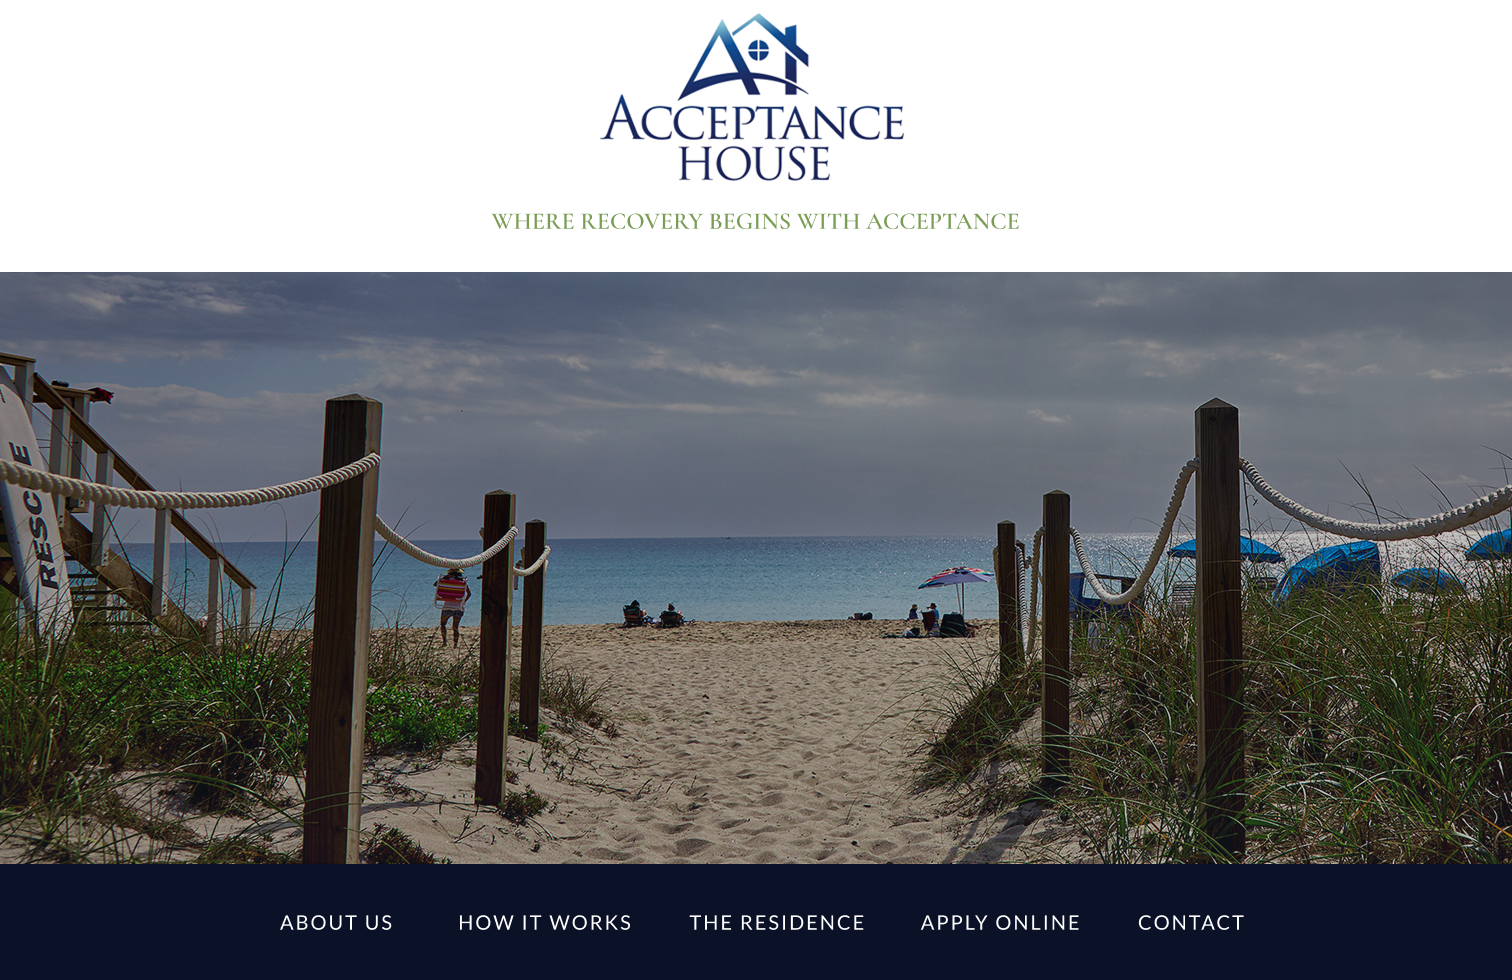 ACCEPTANCE
HOUSE
WHERE RECOVERY BEGINS WITH ACCEPTANCE
RESCUE
ABOUT US
HOW IT WORKS
THE RESIDENCE
APPLY ONLINE
CONTACT